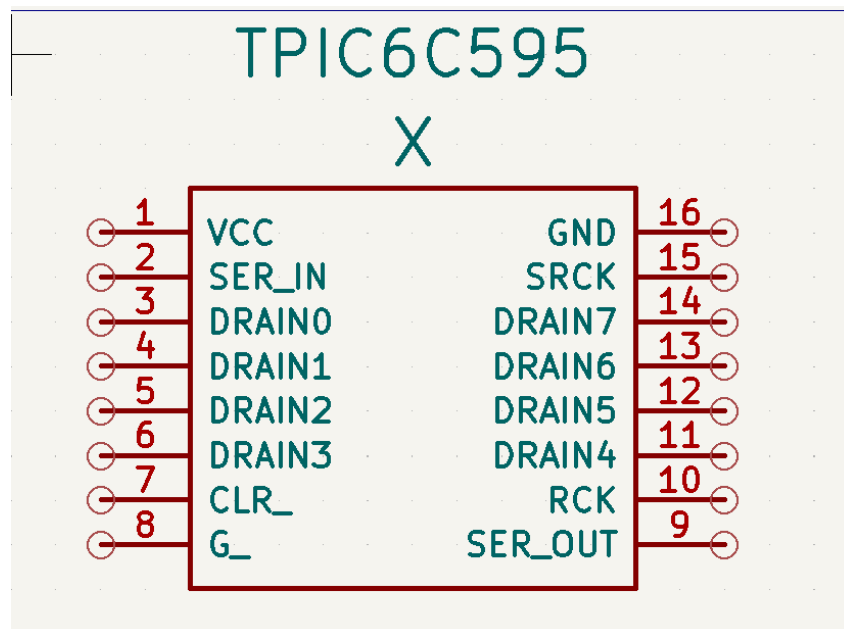 TPIC6C595
X
1 VCC GND 16
2 SER_IN SRCK 15
3 DRAIN0 DRAIN7 14
4 DRAIN1 DRAIN6 13
5 DRAIN2 DRAIN5 12
6 DRAIN3 DRAIN4 11
7 CLR_ RCK 10
8 G_ SER_OUT 9